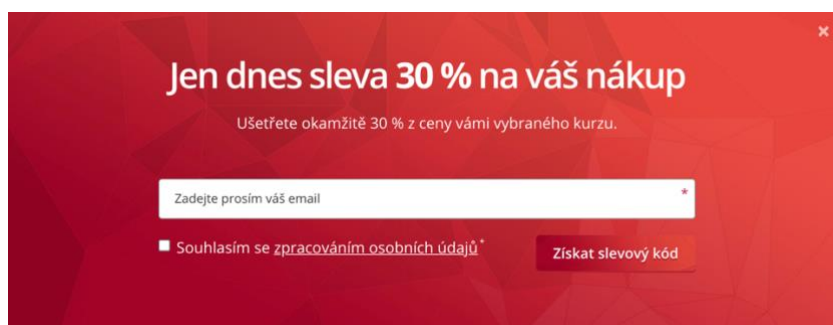 ×
Jen dnes sleva 30 % na váš nákup
Ušetřete okamžitě 30 % z ceny vámi vybraného kurzu.
Zadejte prosím váš email *
Souhlasím se zpracováním osobních údajů *
Získat slevový kód